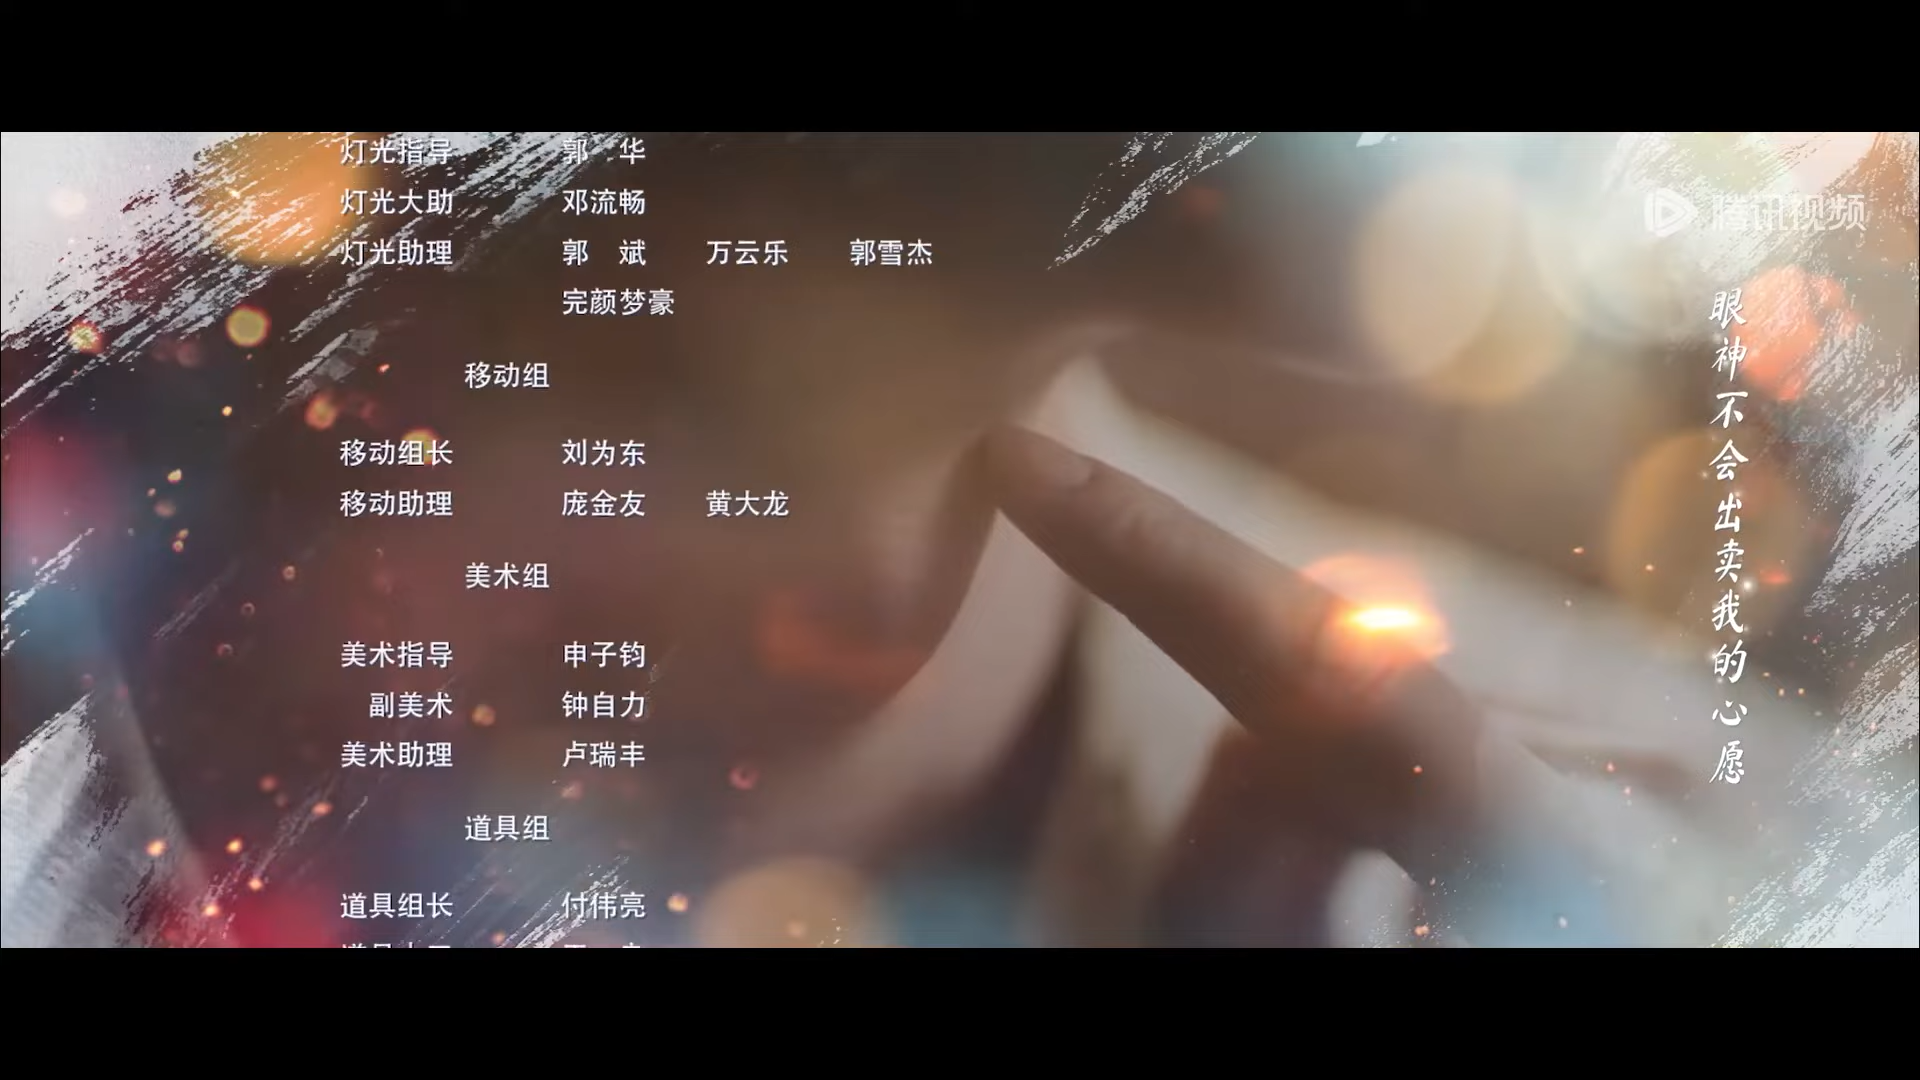 灯光指导 郭 华
灯光大助 邓流畅
灯光助理 郭 斌 万云乐 郭雪杰
完颜梦豪
移动组
移动组长 刘为东
移动助理 庞金友 黄大龙
美术组
美术指导 申子钧
副美术 钟自力
美术助理 卢瑞丰
道具组
道具组长 付伟亮
腾讯视频
眼神不会出卖我的心愿